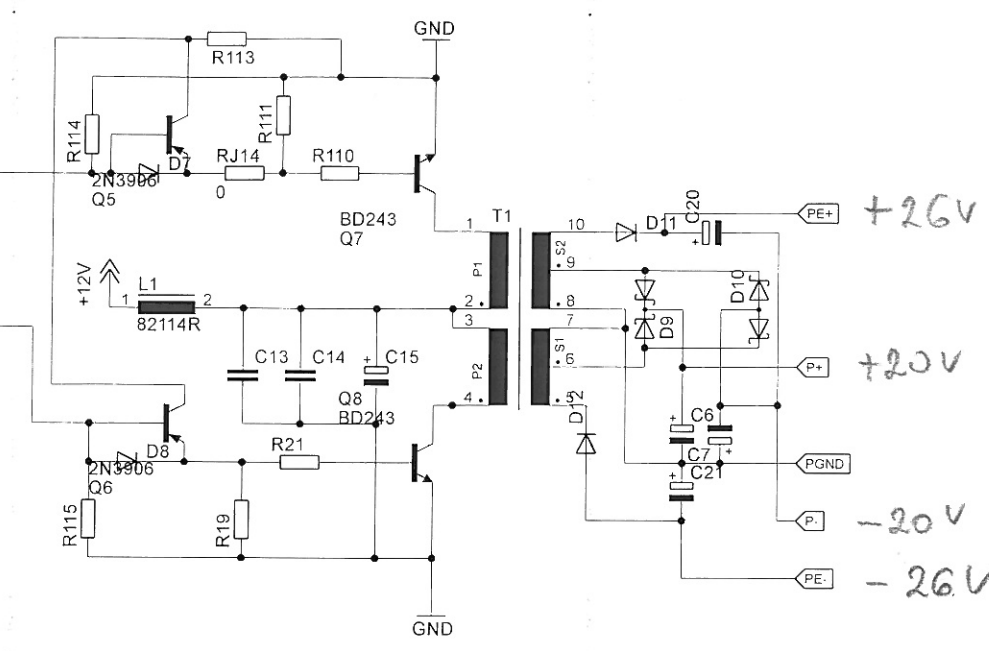 GND
R113
R114
R111
D7
RJ14
R110
2N3906
0
Q5
C20
PE+
+26V
BD243
Q7
T1
1
10
D11
P1
S2
9
+12V
L1
D10
1
2
2
8
82114R
3
7
D9
C13
C14
+
C15
P2
S1
6
P+
+20V
Q8
BD243
4
5
D12
+
C6
R21
D8
C7
+
PGND
2N3906
C21
Q6
R115
R19
P-
-20V
PE-
-26V
GND